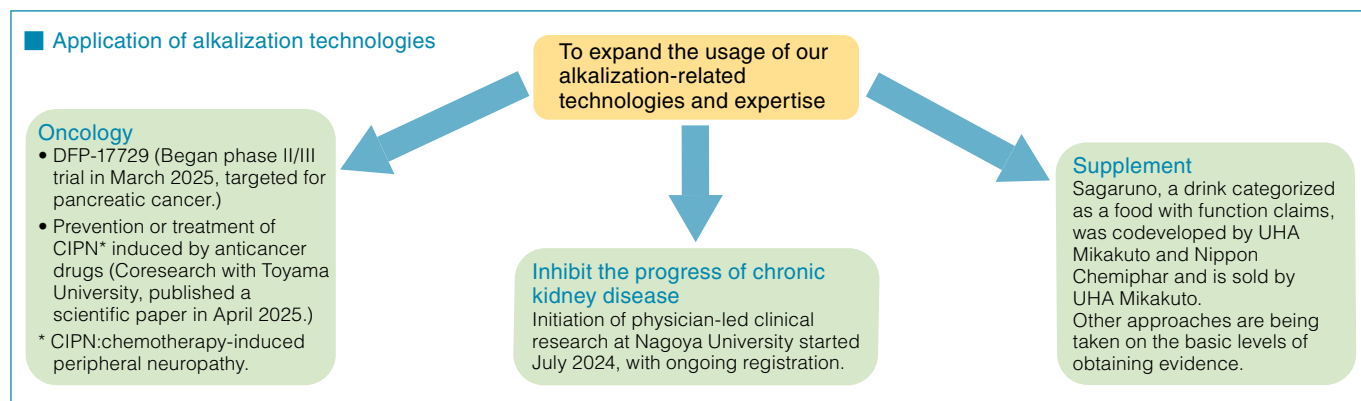 Application of alkalization technologies
To expand the usage of our
alkalization-related
technologies and expertise
Oncology
• DFP-17729 (Began phase II/III
trial in March 2025, targeted for
pancreatic cancer.)
• Prevention or treatment of
CIPN* induced by anticancer
drugs (Coresearch with Toyama
University, published a
scientific paper in April 2025.)
* CIPN:chemotherapy-induced
peripheral neuropathy.
Inhibit the progress of chronic
kidney disease
Initiation of physician-led clinical
research at Nagoya University started
July 2024, with ongoing registration.
Supplement
Sagaruno, a drink categorized
as a food with function claims,
was codeveloped by UHA
Mikakuto and Nippon
Chemiphar and is sold by
UHA Mikakuto.
Other approaches are being
taken on the basic levels of
obtaining evidence.